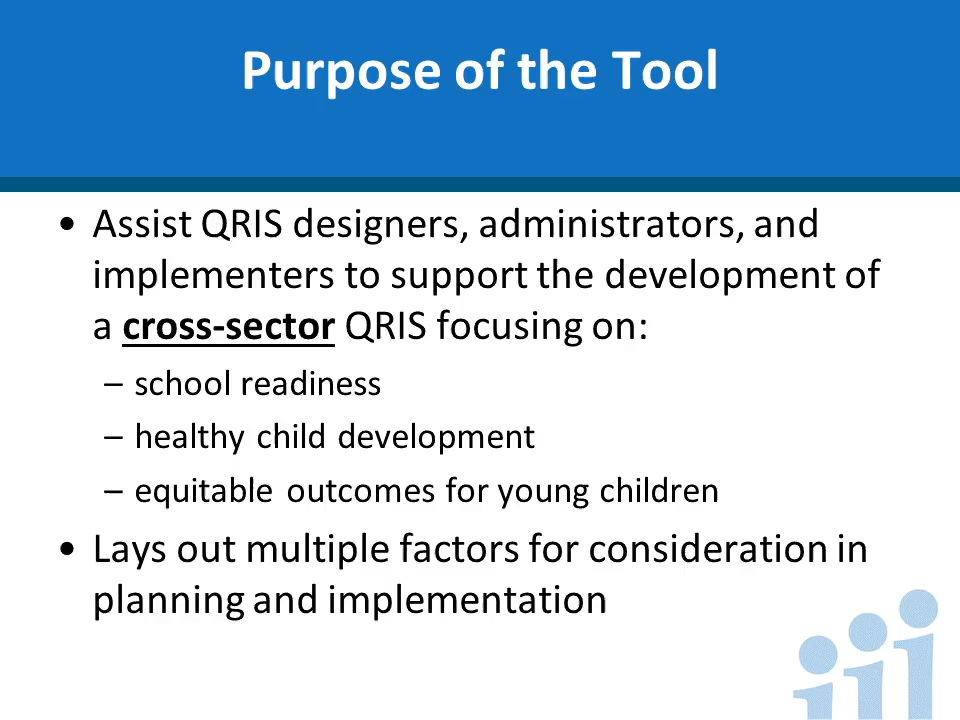 Purpose of the Tool
• Assist QRIS designers, administrators, and
implementers to support the development of
a cross-sector QRIS focusing on:
– school readiness
– healthy child development
– equitable outcomes for young children
• Lays out multiple factors for consideration in
planning and implementation